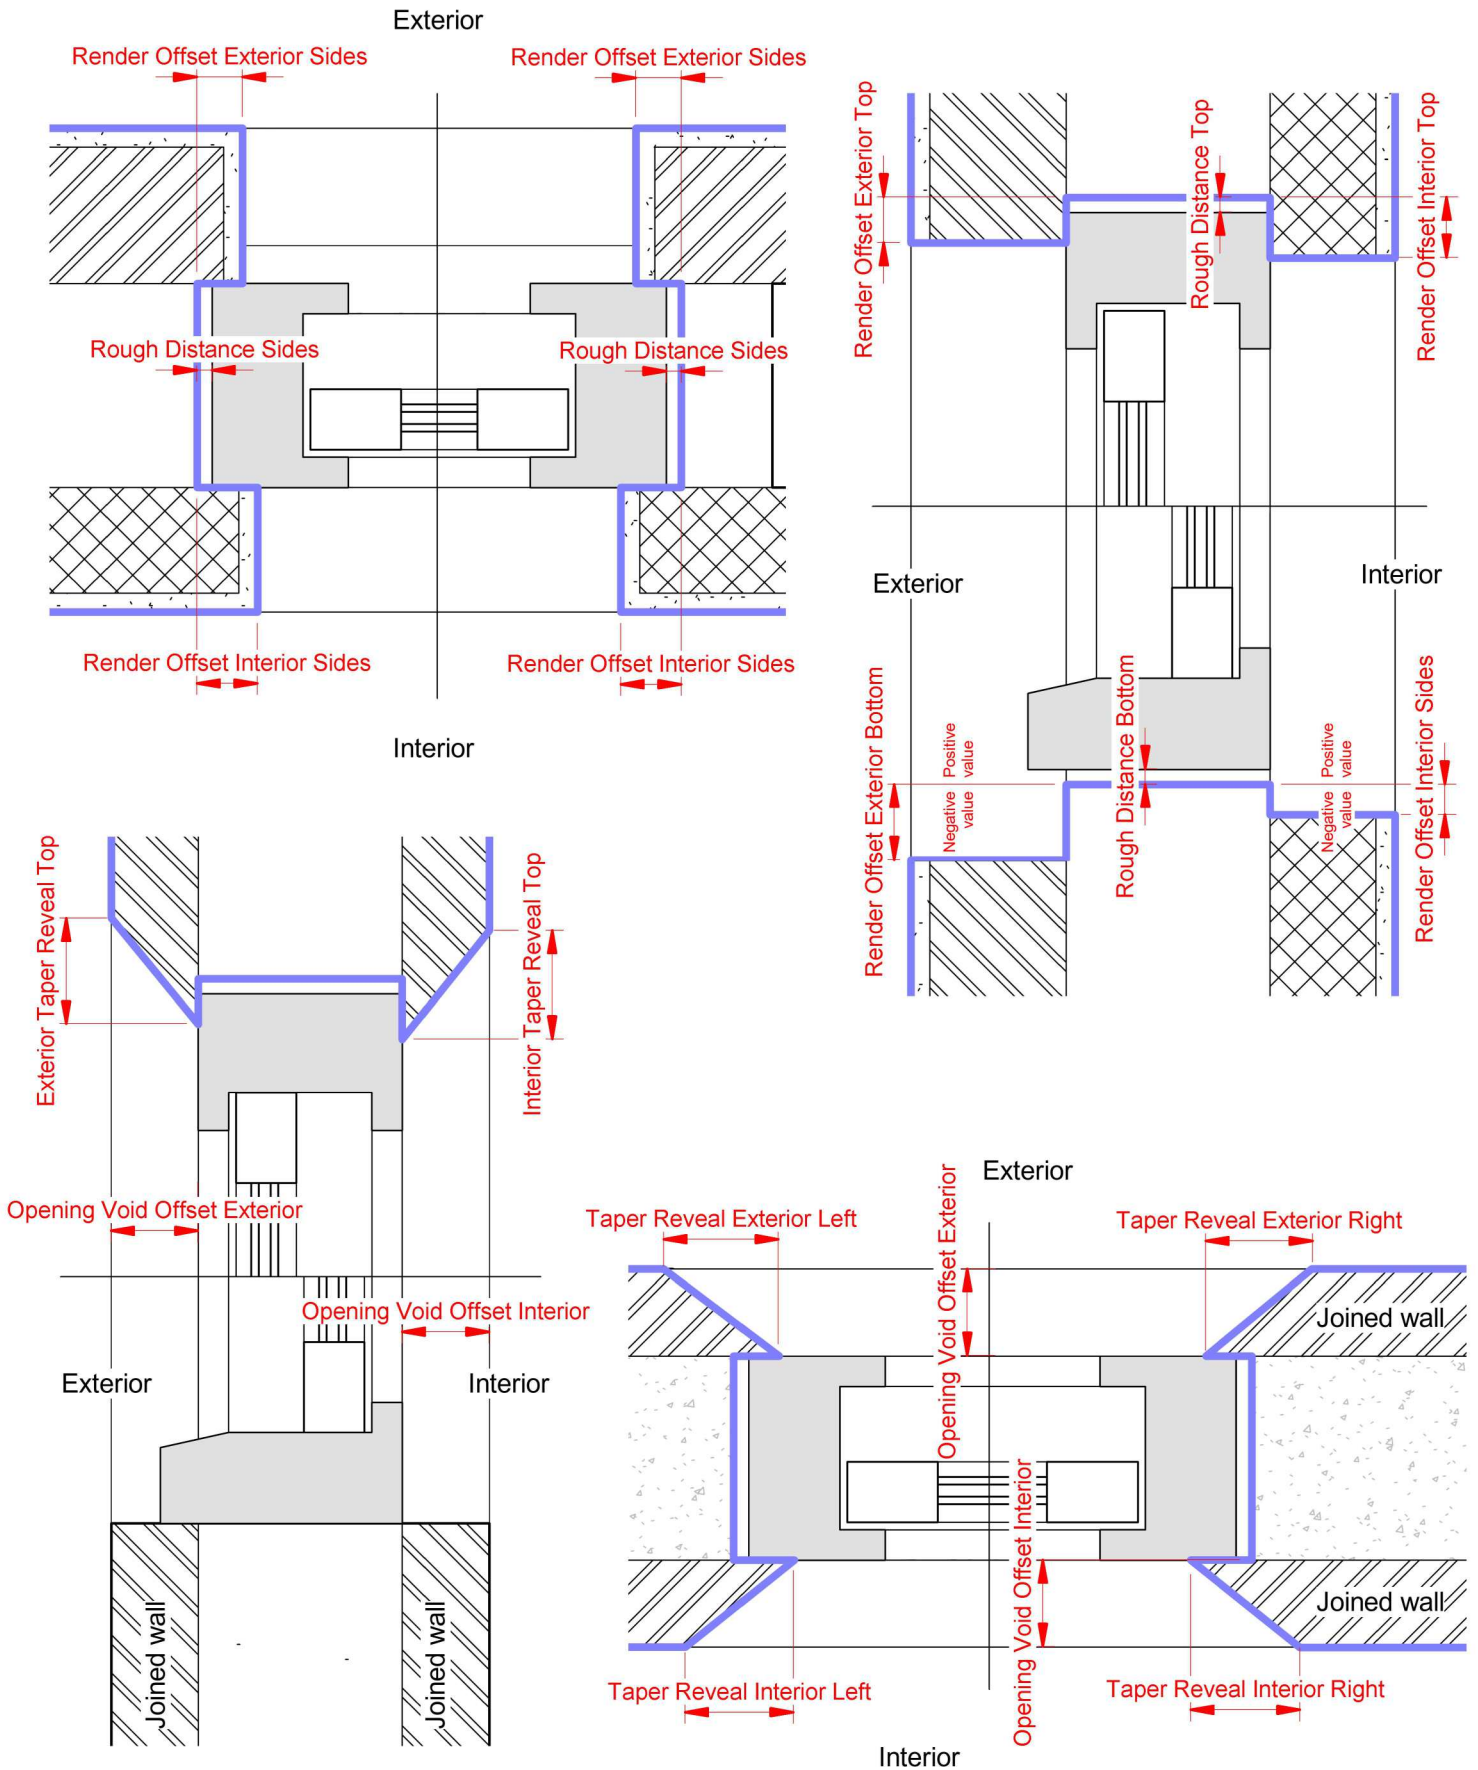 Exterior
Render Offset Exterior Sides
Render Offset Exterior Sides
Rough Distance Sides
Rough Distance Sides
Render Offset Interior Sides
Render Offset Interior Sides
Interior
Render Offset Exterior Top
Rough Distance Top
Render Offset Interior Top
Exterior
Interior
Render Offset Exterior Bottom
Positive
value
Negative
value
Rough Distance Bottom
Positive
value
Negative
value
Render Offset Interior Sides
Exterior Taper Reveal Top
Interior Taper Reveal Top
Opening Void Offset Exterior
Opening Void Offset Interior
Exterior
Interior
Joined wall
Joined wall
Exterior
Taper Reveal Exterior Left
Opening Void Offset Exterior
Taper Reveal Exterior Right
Joined wall
Opening Void Offset Interior
Joined wall
Taper Reveal Interior Left
Taper Reveal Interior Right
Interior